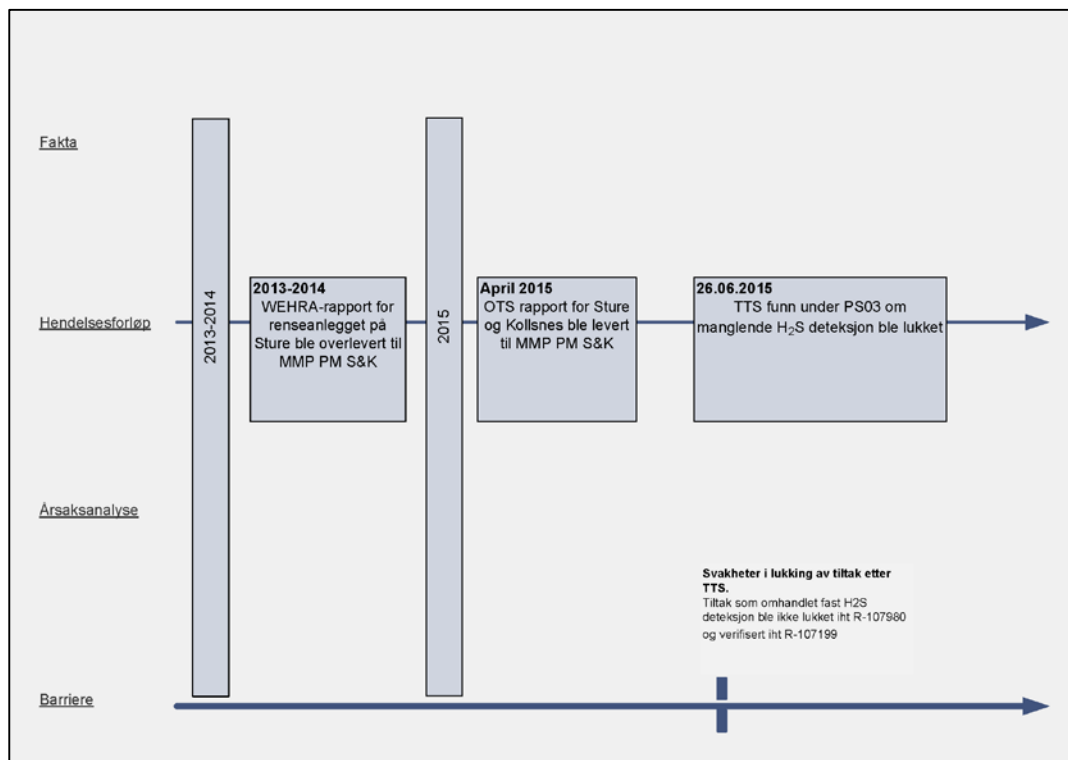 Fakta
Hendelsesforløp
2013-2014
2013-2014
WEHRA-rapport for
renseanlegget på
Sture ble overlevert til
MMP PM S&K
2015
April 2015
OTS rapport for Sture
og Kollsnes ble levert
til MMP PM S&K
26.06.2015
TTS funn under PS03 om
manglende H₂S deteksjon ble lukket
Årsaksanalyse
Svakheter i lukking av tiltak etter
TTS.
Tiltak som omhandlet fast H2S
deteksjon ble ikke lukket iht R-107980
og verifisert iht R-107199
Barriere